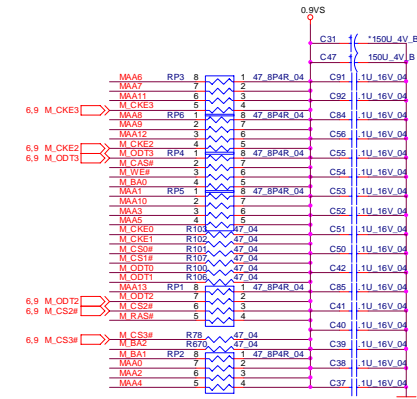 0.9VS
C31 *150U_4V_B
C47 150U_4V_B
MAA6 RP3 8 1 47_8P4R_04 C91 .1U_16V_04
MAA7 7 2
MAA11 6 3 C92 .1U_16V_04
M_CKE3 5 4
6,9 M_CKE3
MAA8 RP6 1 8 47_8P4R_04 C84 .1U_16V_04
MAA9 2 7
MAA12 3 6 C56 .1U_16V_04
M_CKE2 4 5
6,9 M_CKE2
M_ODT3 RP4 1 8 47_8P4R_04 C55 .1U_16V_04
6,9 M_ODT3
M_CAS# 2 7
M_WE# 3 6 C54 .1U_16V_04
M_BA0 4 5
MAA1 RP5 1 8 47_8P4R_04 C53 .1U_16V_04
MAA10 2 7
MAA3 3 6 C52 .1U_16V_04
MAA5 4 5
M_CKE0 R103 47_04 C51 .1U_16V_04
M_CKE1 R102 47_04
M_CS0# R101 47_04 C50 .1U_16V_04
M_CS1# R107 47_04
M_ODT0 R100 47_04 C42 .1U_16V_04
M_ODT1 R106 47_04
MAA13 RP1 8 1 47_8P4R_04 C85 .1U_16V_04
M_ODT2 7 2
6,9 M_ODT2
M_CS2# 6 3 C41 .1U_16V_04
6,9 M_CS2#
M_RAS# 5 4
C40 .1U_16V_04
M_CS3# R78 47_04
6,9 M_CS3#
M_BA2 R670 47_04 C39 .1U_16V_04
M_BA1 RP2 8 1 47_8P4R_04
MAA0 7 2 C38 .1U_16V_04
MAA2 6 3
MAA4 5 4 C37 .1U_16V_04